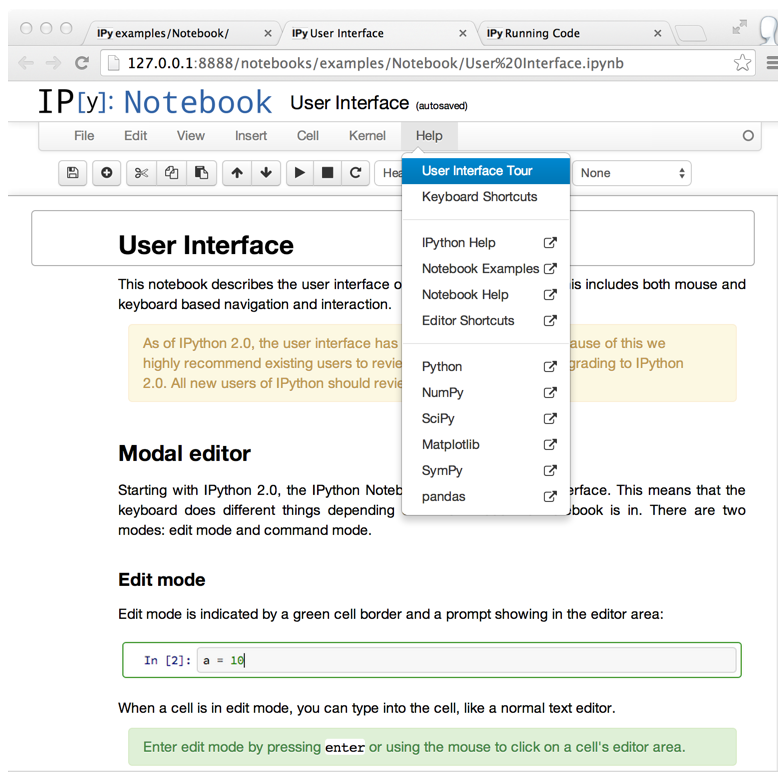 IPy examples/Notebook/ × IPy User Interface × IPy Running Code ×
127.0.0.1:8888/notebooks/examples/Notebook/User%20Interface.ipynb
IP[y]: Notebook User Interface (autosaved)
File Edit View Insert Cell Kernel Help
None
User Interface Tour
Keyboard Shortcuts
IPython Help
Notebook Examples
Notebook Help
Editor Shortcuts
Python
NumPy
SciPy
Matplotlib
SymPy
pandas
User Interface
This notebook describes the user interface includes both mouse and
keyboard based navigation and interaction.
As of IPython 2.0, the user interface has of this we
highly recommend existing users to to IPython
2.0. All new users of IPython should
Modal editor
Starting with IPython 2.0, the IPython This means that the
keyboard does different things depending is in. There are two
modes: edit mode and command mode.
Edit mode
Edit mode is indicated by a green cell border and a prompt showing in the editor area:
In [2]: a = 10
When a cell is in edit mode, you can type into the cell, like a normal text editor.
Enter edit mode by pressing enter or using the mouse to click on a cell's editor area.